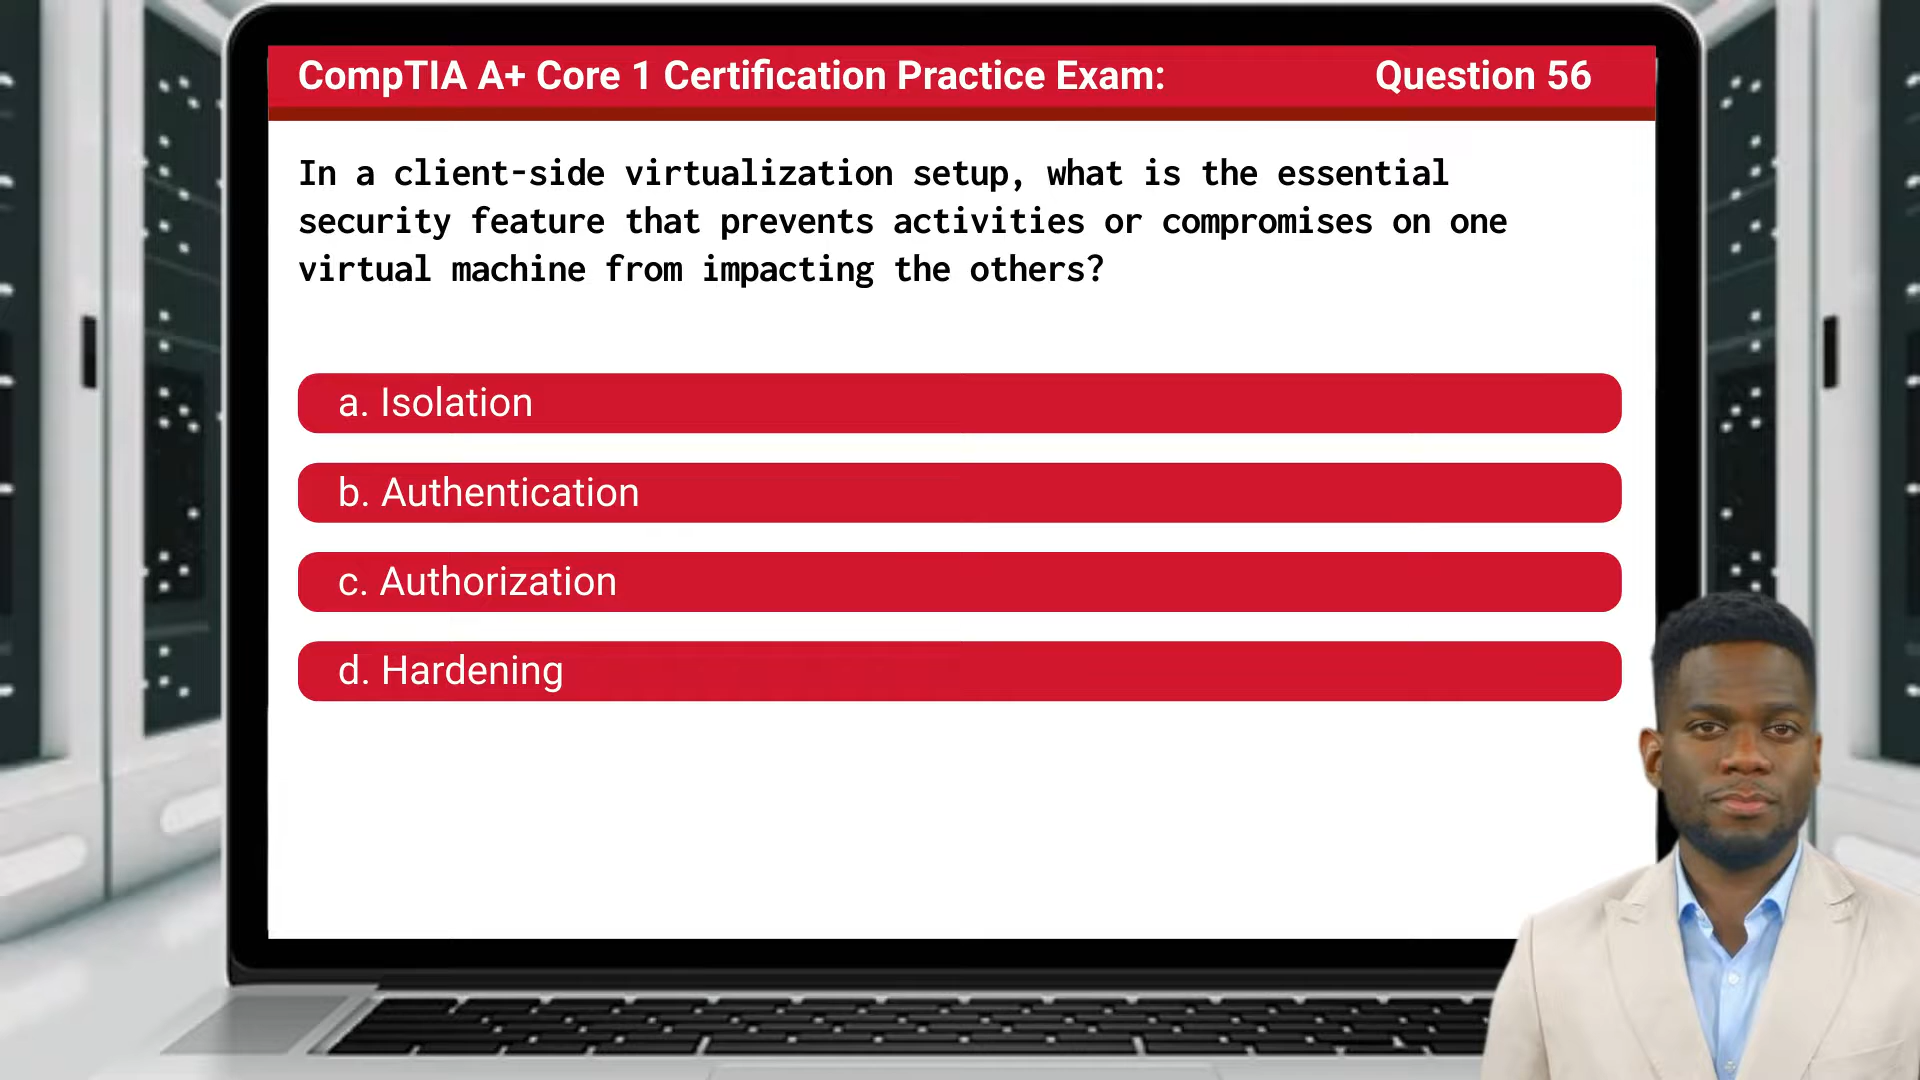 CompTIA A+ Core 1 Certification Practice Exam: Question 56
In a client-side virtualization setup, what is the essential
security feature that prevents activities or compromises on one
virtual machine from impacting the others?
a. Isolation
b. Authentication
c. Authorization
d. Hardening